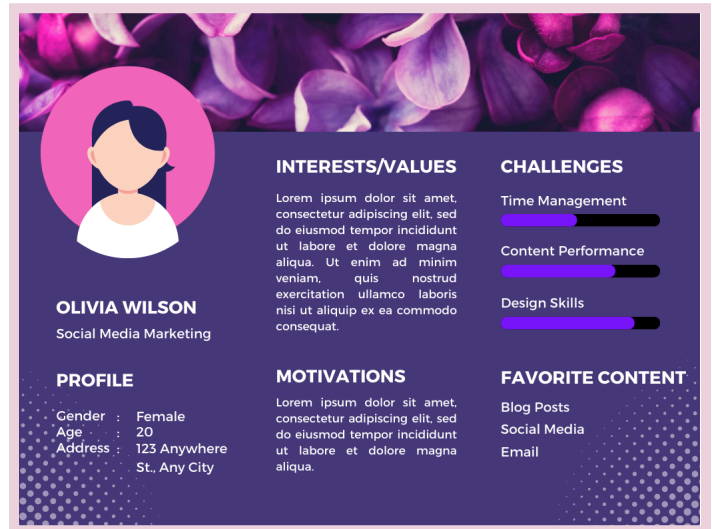 OLIVIA WILSON
Social Media Marketing
PROFILE
Gender : Female
Age : 20
Address : 123 Anywhere
St., Any City
INTERESTS/VALUES
Lorem ipsum dolor sit amet,
consectetur adipiscing elit, sed
do eiusmod tempor incididunt
ut labore et dolore magna
aliqua. Ut enim ad minim
veniam, quis nostrud
exercitation ullamco laboris
nisi ut aliquip ex ea commodo
consequat.
MOTIVATIONS
Lorem ipsum dolor sit amet,
consectetur adipiscing elit, sed
do eiusmod tempor incididunt
ut labore et dolore magna
aliqua.
CHALLENGES
Time Management
Content Performance
Design Skills
FAVORITE CONTENT
Blog Posts
Social Media
Email